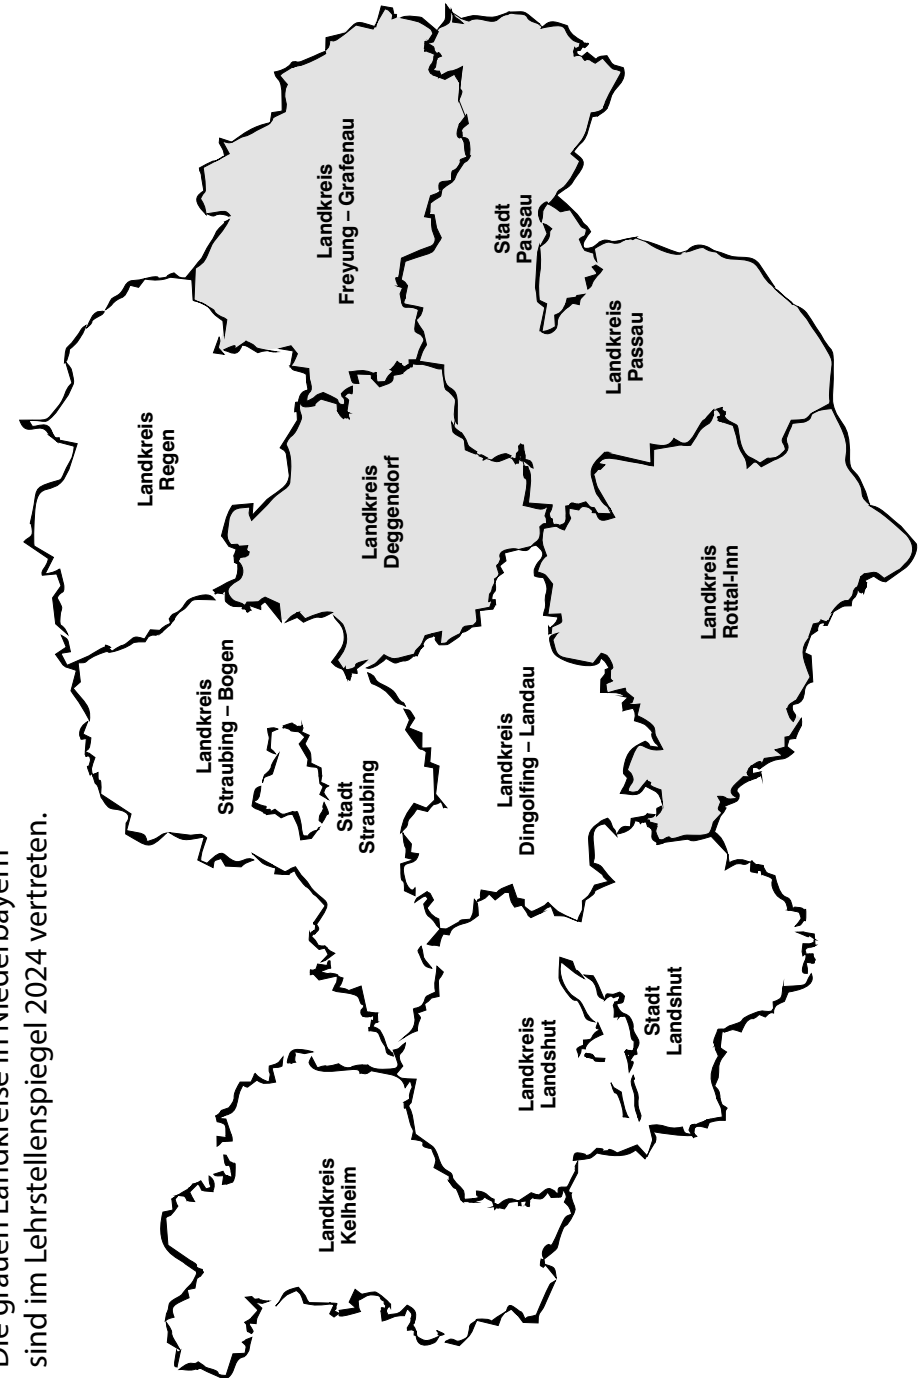 Die grauen Landkreise in Niederbayern
sind im Lehrstellenspiegel 2024 vertreten.
Landkreis
Kelheim
Landkreis
Straubing – Bogen
Stadt
Straubing
Landkreis
Regen
Landkreis
Freyung – Grafenau
Landkreis
Deggendorf
Landkreis
Landshut
Stadt
Landshut
Landkreis
Dingolfing – Landau
Stadt
Passau
Landkreis
Passau
Landkreis
Rottal-Inn